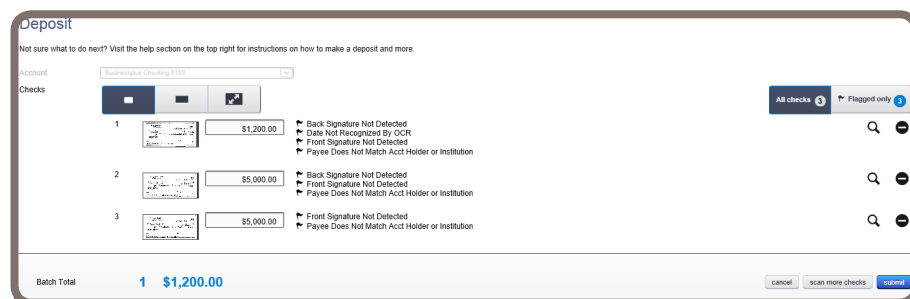 Deposit
Not sure what to do next? Visit the help section on the top right for instructions on how to make a deposit and more.
Account Businessplus Checking 6153
Checks
All checks 3 Flagged only 3
1 $1,200.00 Back Signature Not Detected
Date Not Recognized By OCR
Front Signature Not Detected
Payee Does Not Match Acct Holder or Institution
2 $5,000.00 Back Signature Not Detected
Front Signature Not Detected
Payee Does Not Match Acct Holder or Institution
3 $5,000.00 Front Signature Not Detected
Payee Does Not Match Acct Holder or Institution
Batch Total 1 $1,200.00 cancel scan more checks submit